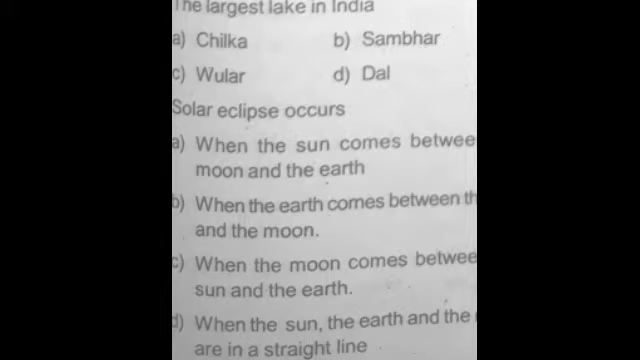 The largest lake in India
a) Chilka b) Sambhar
c) Wular d) Dal
Solar eclipse occurs
a) When the sun comes betwee
moon and the earth
b) When the earth comes between th
and the moon.
c) When the moon comes betwee
sun and the earth.
d) When the sun, the earth and the
are in a straight line